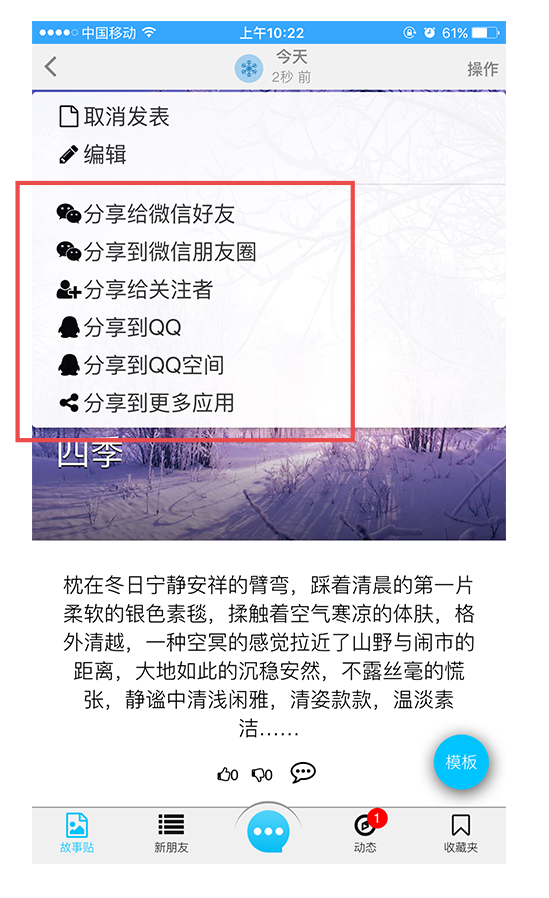 中国移动 上午10:22 61%
今天
2秒 前
操作
取消发表
编辑
分享给微信好友
分享到微信朋友圈
分享给关注者
分享到QQ
分享到QQ空间
分享到更多应用
四季
枕在冬日宁静安祥的臂弯，踩着清晨的第一片
柔软的银色素毯，揉触着空气寒凉的体肤，格
外清越，一种空冥的感觉拉近了山野与闹市的
距离，大地如此的沉稳安然，不露丝毫的慌
张，静谧中清浅闲雅，清姿款款，温淡素
洁……
0 0
模板
1
故事贴 新朋友 动态 收藏夹